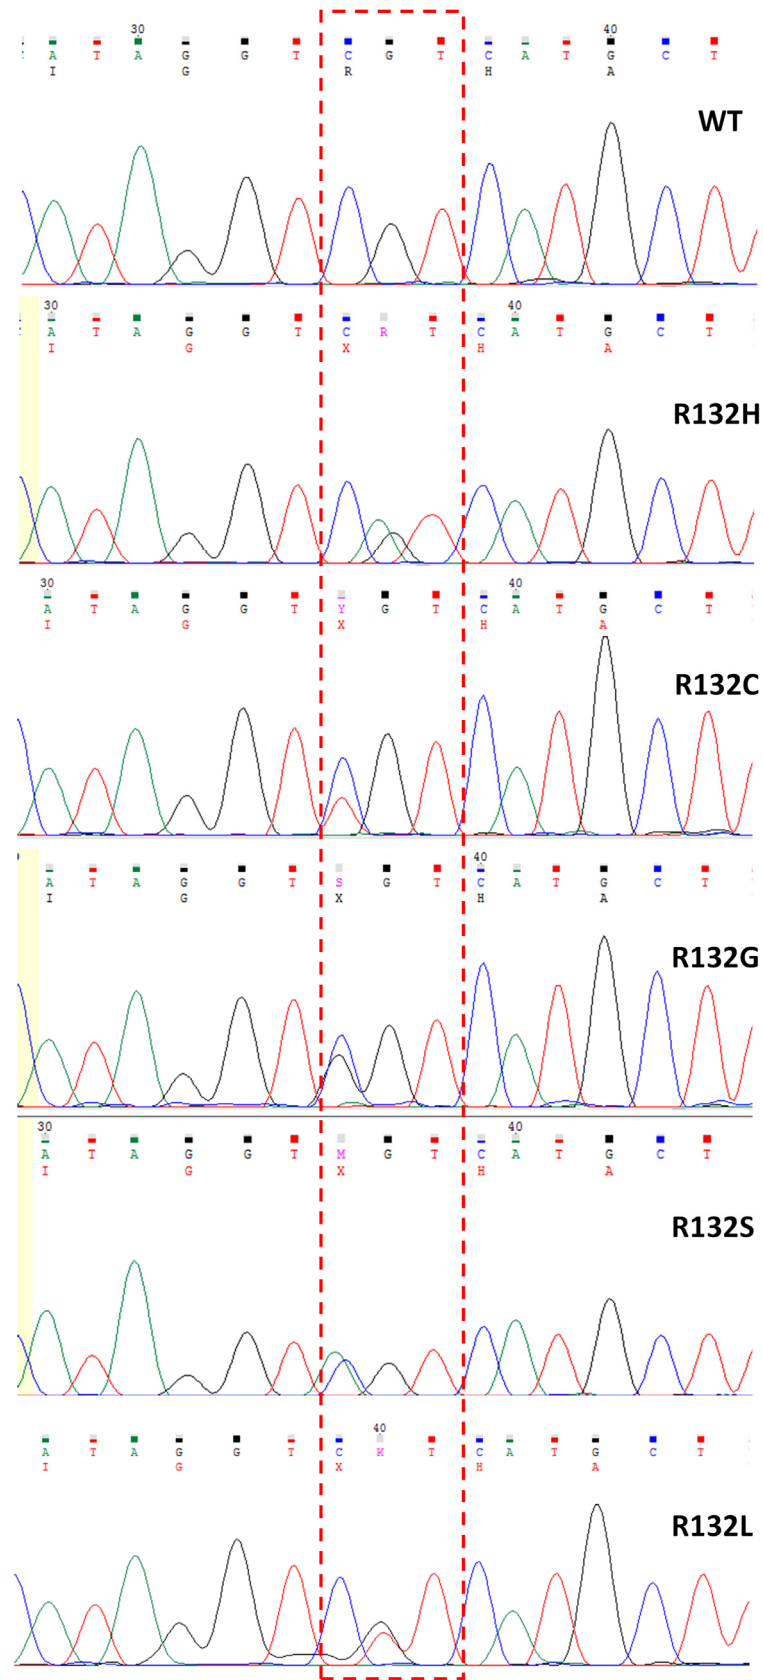 30 40
A T A G G T C G T C A T G C T
I G R H A
WT
30 40
A T A G G T C R T C A T G C T
I G X H A
R132H
30 40
A T A G G T Y G T C A T G C T
I G X H A
R132C
40
A T A G G T S G T C A T G C T
I G X H A
R132G
30 40
A T A G G T M G T C A T G C T
I G X H A
R132S
40
A T A G G T C K T C A T G C T
I G X H A
R132L